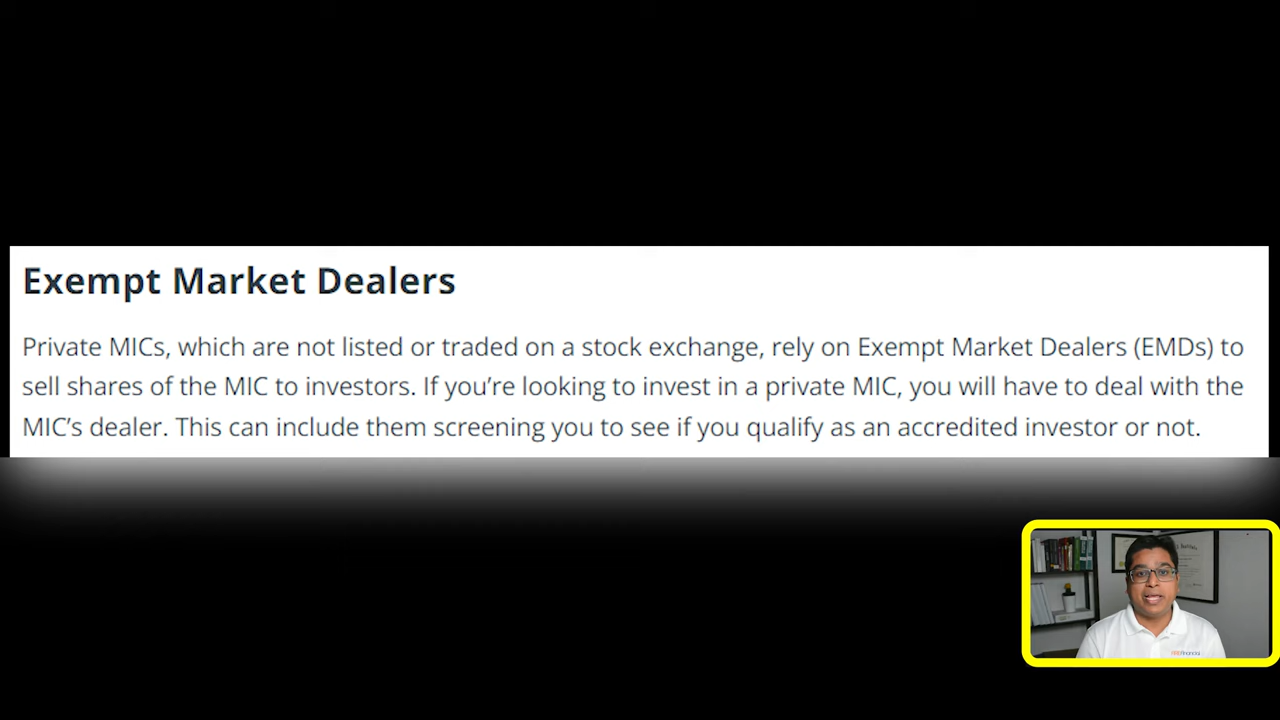 Exempt Market Dealers
Private MICs, which are not listed or traded on a stock exchange, rely on Exempt Market Dealers (EMDs) to
sell shares of the MIC to investors. If you’re looking to invest in a private MIC, you will have to deal with the
MIC’s dealer. This can include them screening you to see if you qualify as an accredited investor or not.